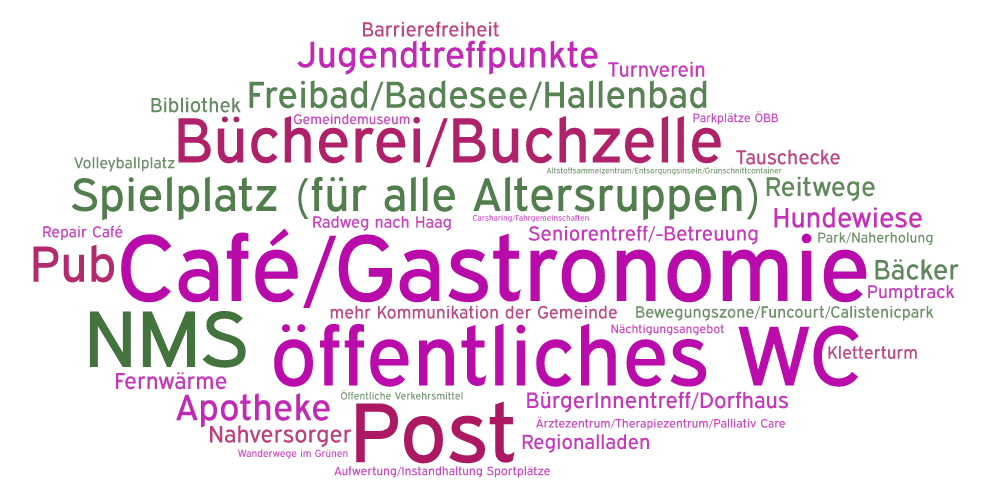 Barrierefreiheit
Jugendtreffpunkte
Turnverein
Freibad/Badesee/Hallenbad
Bibliothek
Gemeindemuseum
Parkplätze ÖBB
Bücherei/Buchzelle
Tauschecke
Volleyballplatz
Altstoffsammelzentrum/Entsorgungsinseln/Grünschnittcontainer
Spielplatz (für alle Altersruppen)
Reitwege
Radweg nach Haag
Carsharing/Fahrgemeinschaften
Hundewiese
Repair Café
Seniorentreff/-Betreuung
Park/Naherholung
Pub
Café/Gastronomie
Bäcker
Pumptrack
mehr Kommunikation der Gemeinde
Bewegungszone/Funcourt/Calistenicpark
NMS
Nächtigungsangebot
öffentliches WC
Kletterturm
Fernwärme
Öffentliche Verkehrsmittel
Apotheke
BürgerInnentreff/Dorfhaus
Post
Ärztezentrum/Therapiezentrum/Palliativ Care
Nahversorger
Regionalladen
Wanderwege im Grünen
Aufwertung/Instandhaltung Sportplätze